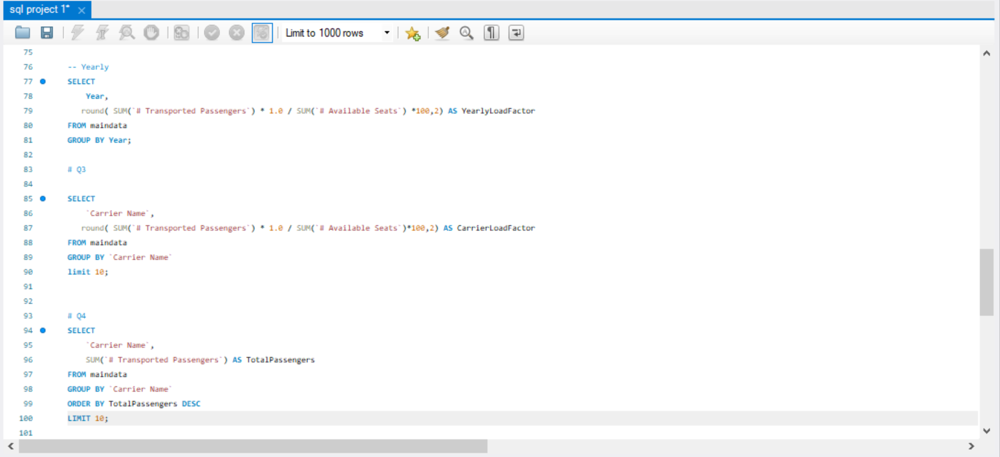 sql project 1*
Limit to 1000 rows
75
76 -- Yearly
77 SELECT
78 Year,
79 round( SUM(`# Transported Passengers`) * 1.0 / SUM(`# Available Seats`) *100,2) AS YearlyLoadFactor
80 FROM maindata
81 GROUP BY Year;
82
83 # Q3
84
85 SELECT
86 `Carrier Name`,
87 round( SUM(`# Transported Passengers`) * 1.0 / SUM(`# Available Seats`)*100,2) AS CarrierLoadFactor
88 FROM maindata
89 GROUP BY `Carrier Name`
90 limit 10;
91
92
93 # Q4
94 SELECT
95 `Carrier Name`,
96 SUM(`# Transported Passengers`) AS TotalPassengers
97 FROM maindata
98 GROUP BY `Carrier Name`
99 ORDER BY TotalPassengers DESC
100 LIMIT 10;
101